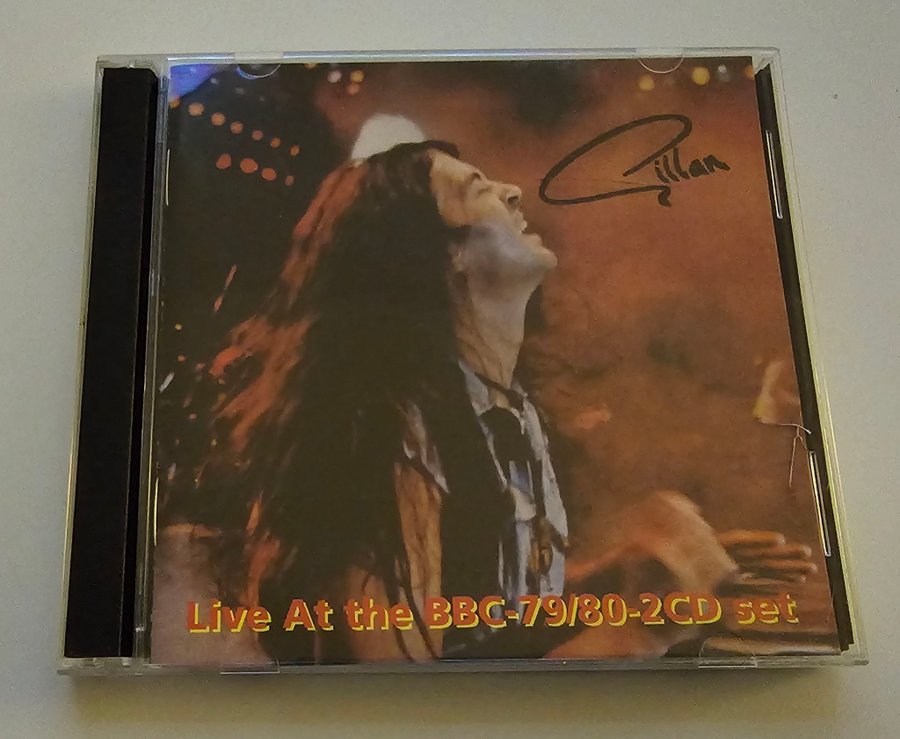 Gillan
Live At the BBC-79/80-2CD set